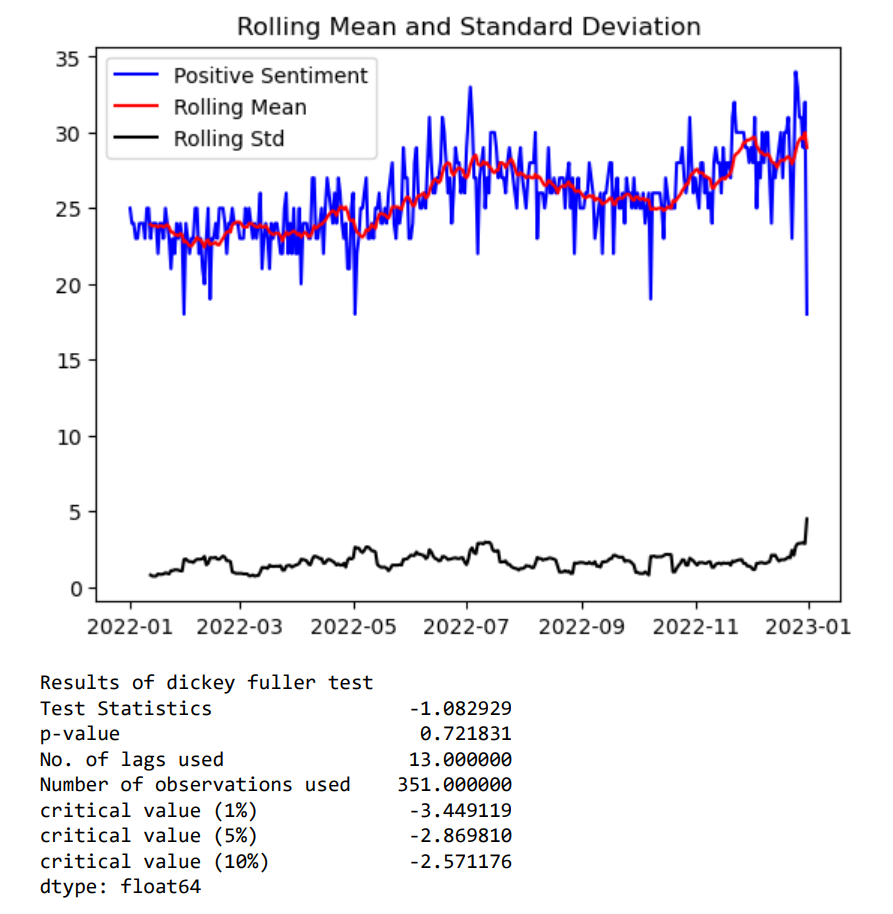 Rolling Mean and Standard Deviation
35
30
25
20
15
10
5
0
Positive Sentiment
Rolling Mean
Rolling Std
2022-01 2022-03 2022-05 2022-07 2022-09 2022-11 2023-01
Results of dickey fuller test
Test Statistics -1.082929
p-value 0.721831
No. of lags used 13.000000
Number of observations used 351.000000
critical value (1%) -3.449119
critical value (5%) -2.869810
critical value (10%) -2.571176
dtype: float64